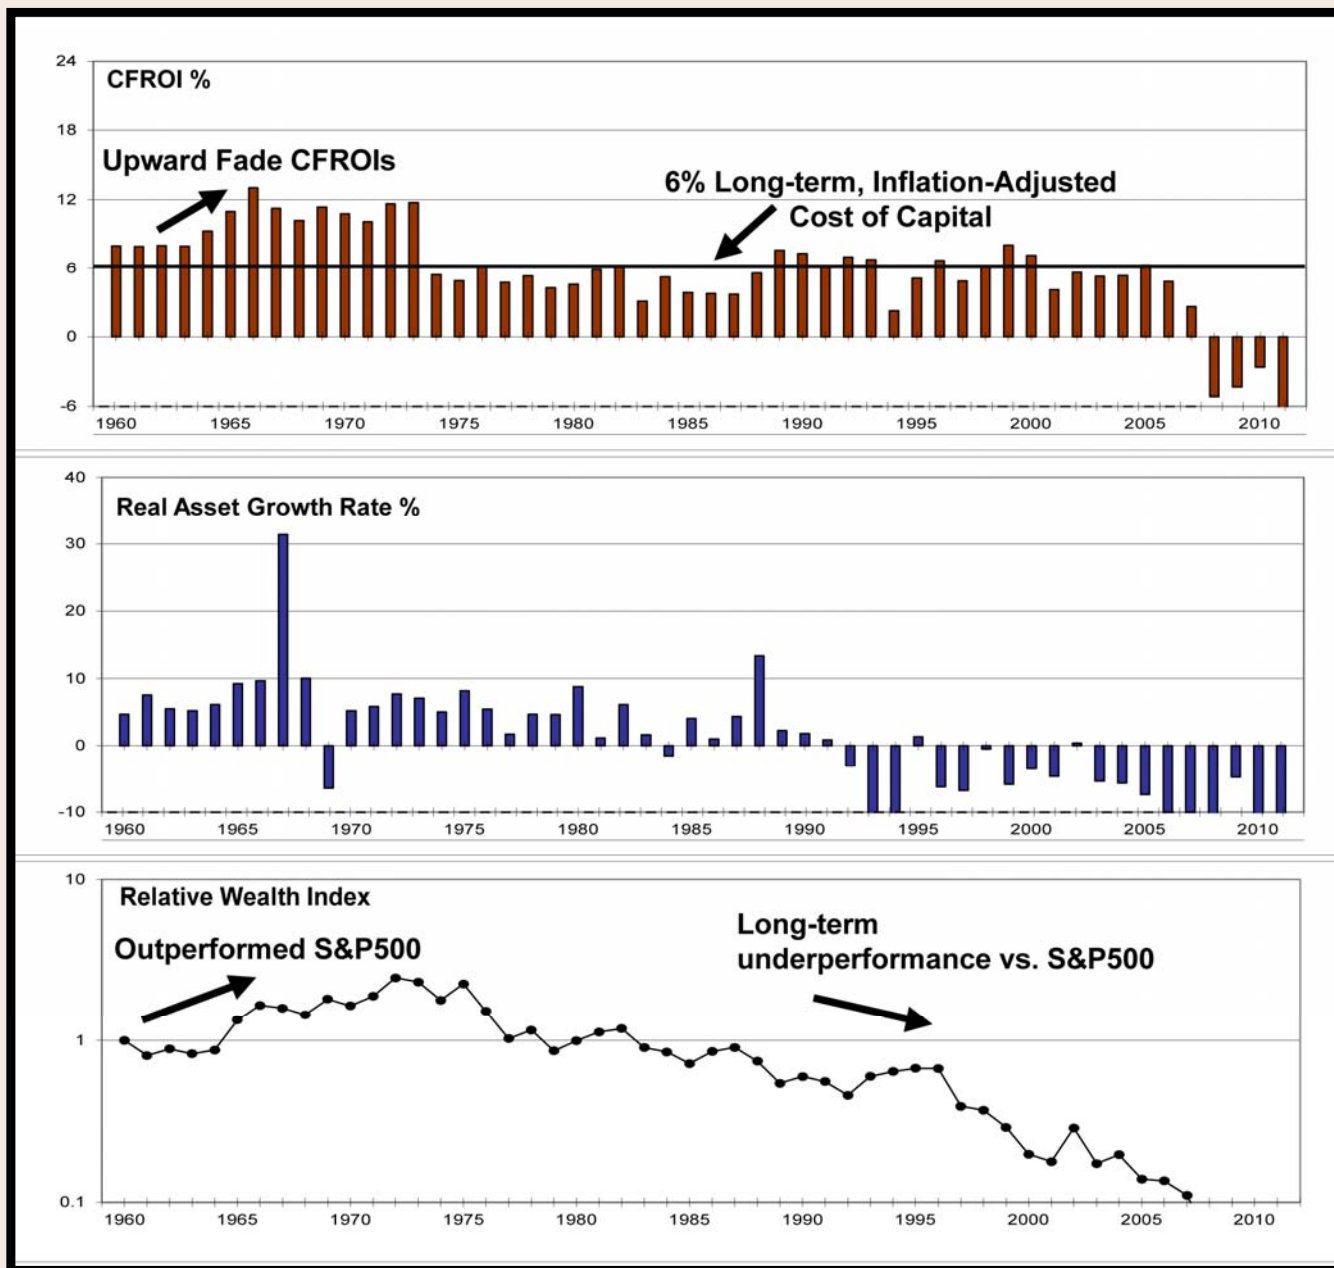 24
CFROI %
18
Upward Fade CFROIs
6% Long-term, Inflation-Adjusted
Cost of Capital
12
6
0
-6
1960 1965 1970 1975 1980 1985 1990 1995 2000 2005 2010
40
Real Asset Growth Rate %
30
20
10
0
-10
1960 1965 1970 1975 1980 1985 1990 1995 2000 2005 2010
10
Relative Wealth Index
Outperformed S&P500
Long-term
underperformance vs. S&P500
1
0.1
1960 1965 1970 1975 1980 1985 1990 1995 2000 2005 2010